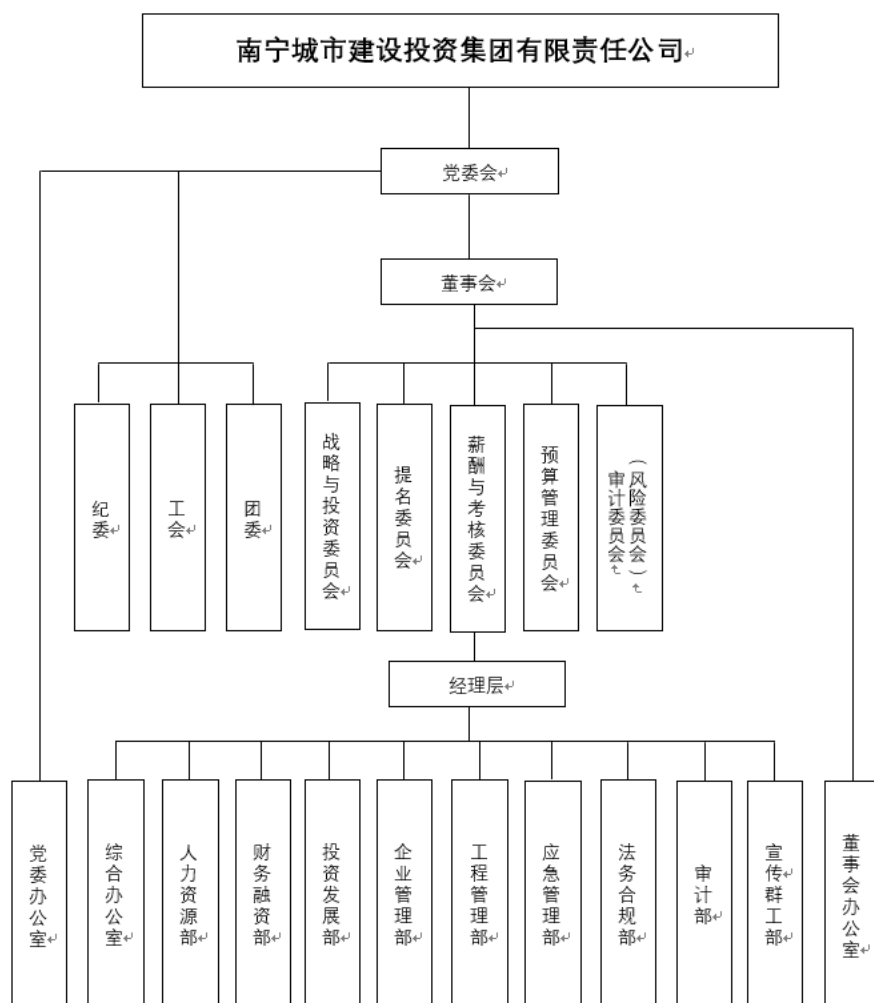 南宁城市建设投资集团有限责任公司
党委会
董事会
纪委
工会
团委
战略与投资委员会
提名委员会
薪酬与考核委员会
预算管理委员会
（风险委员会）
审计委员会
经理层
党委办公室
综合办公室
人力资源部
财务融资部
投资发展部
企业管理部
工程管理部
应急管理部
法务合规部
审计部
宣传群工部
董事会办公室